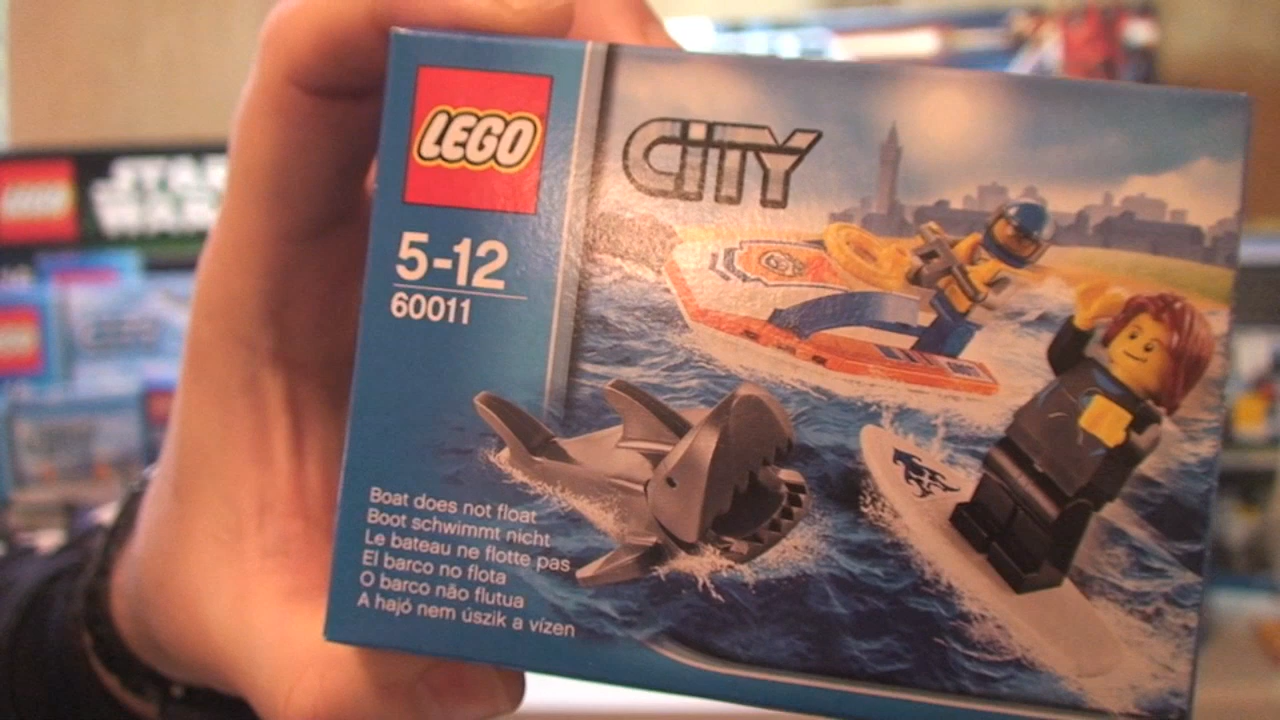 LEGO
CITY
5-12
60011
Boat does not float
Boot schwimmt nicht
Le bateau ne flotte pas
El barco no flota
O barco não flutua
A hajó nem úszik a vízen
LEGO
STAR
WARS
LEGO